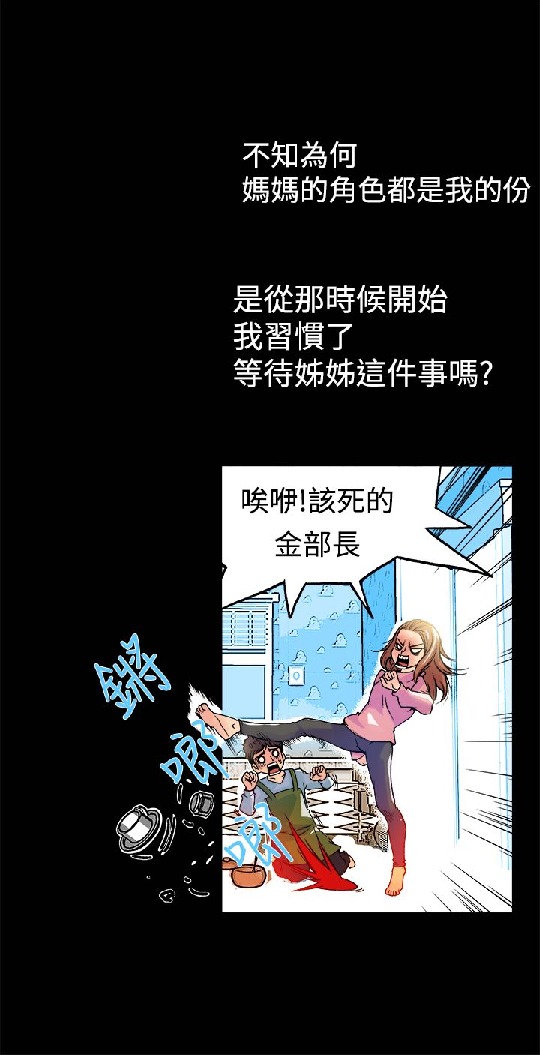 不知為何
媽媽的角色都是我的份
是從那時候開始
我習慣了
等待姊姊這件事嗎?
唉咿!該死的
金部長
鏘
啷
啷